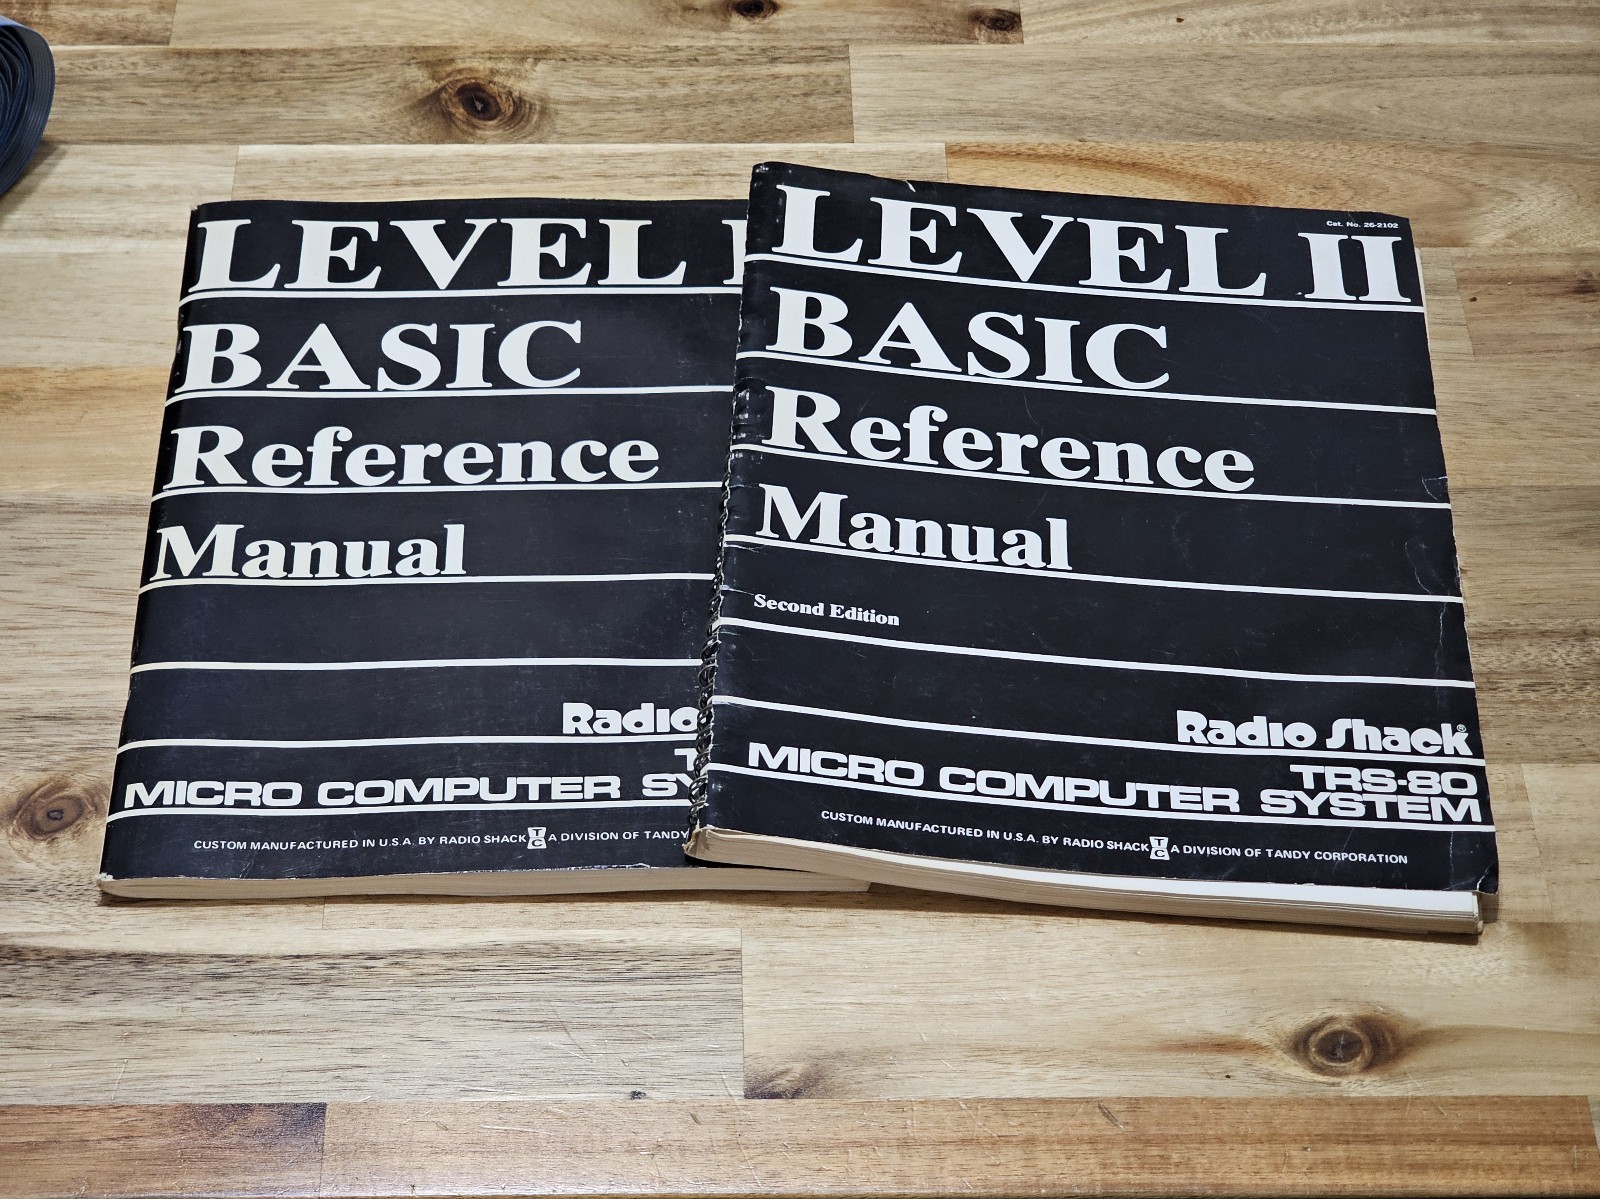 LEVEL
BASIC
Reference
Manual
Radio
MICRO COMPUTER
CUSTOM MANUFACTURED IN U.S.A. BY RADIO SHACK TC A DIVISION OF TANDY
Cat. No. 26-2102
LEVEL II
BASIC
Reference
Manual
Second Edition
Radio Shack®
TRS-80
MICRO COMPUTER SYSTEM
CUSTOM MANUFACTURED IN U.S.A. BY RADIO SHACK TC A DIVISION OF TANDY CORPORATION